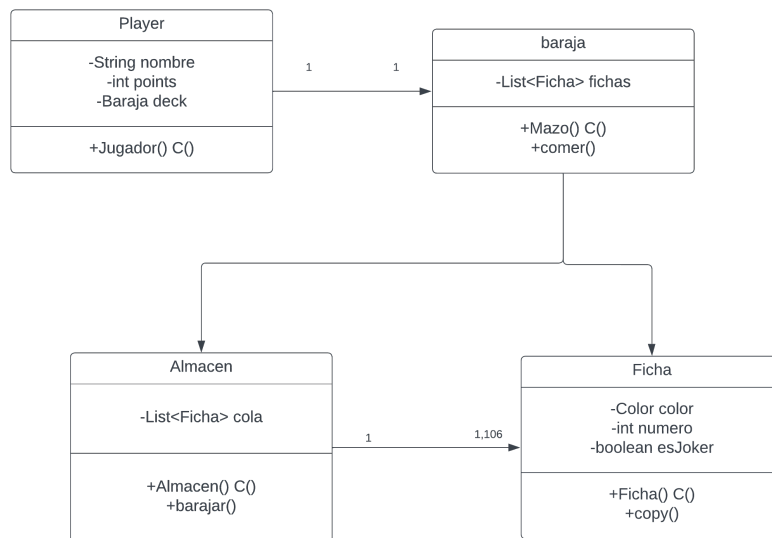 Player
-String nombre
-int points
-Baraja deck
+Jugador() C()
1
1
baraja
-List<Ficha> fichas
+Mazo() C()
+comer()
Almacen
-List<Ficha> cola
+Almacen() C()
+barajar()
1
1,106
Ficha
-Color color
-int numero
-boolean esJoker
+Ficha() C()
+copy()